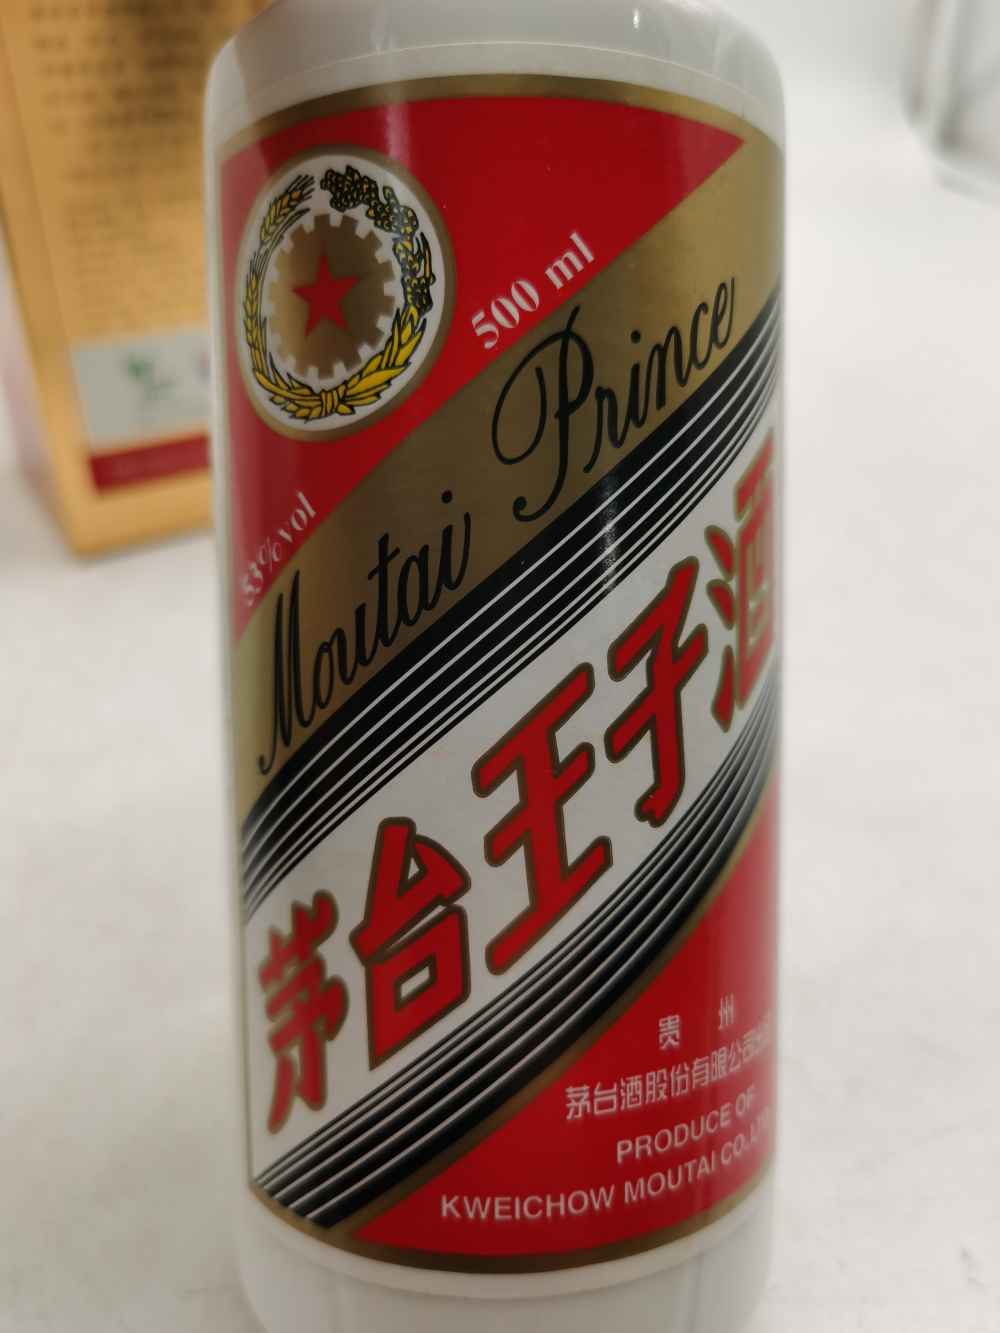 500 ml
53%vol
Moutai Prince
茅台王子酒
贵州
茅台酒股份有限公司出
PRODUCE OF
KWEICHOW MOUTAI CO.,LTD